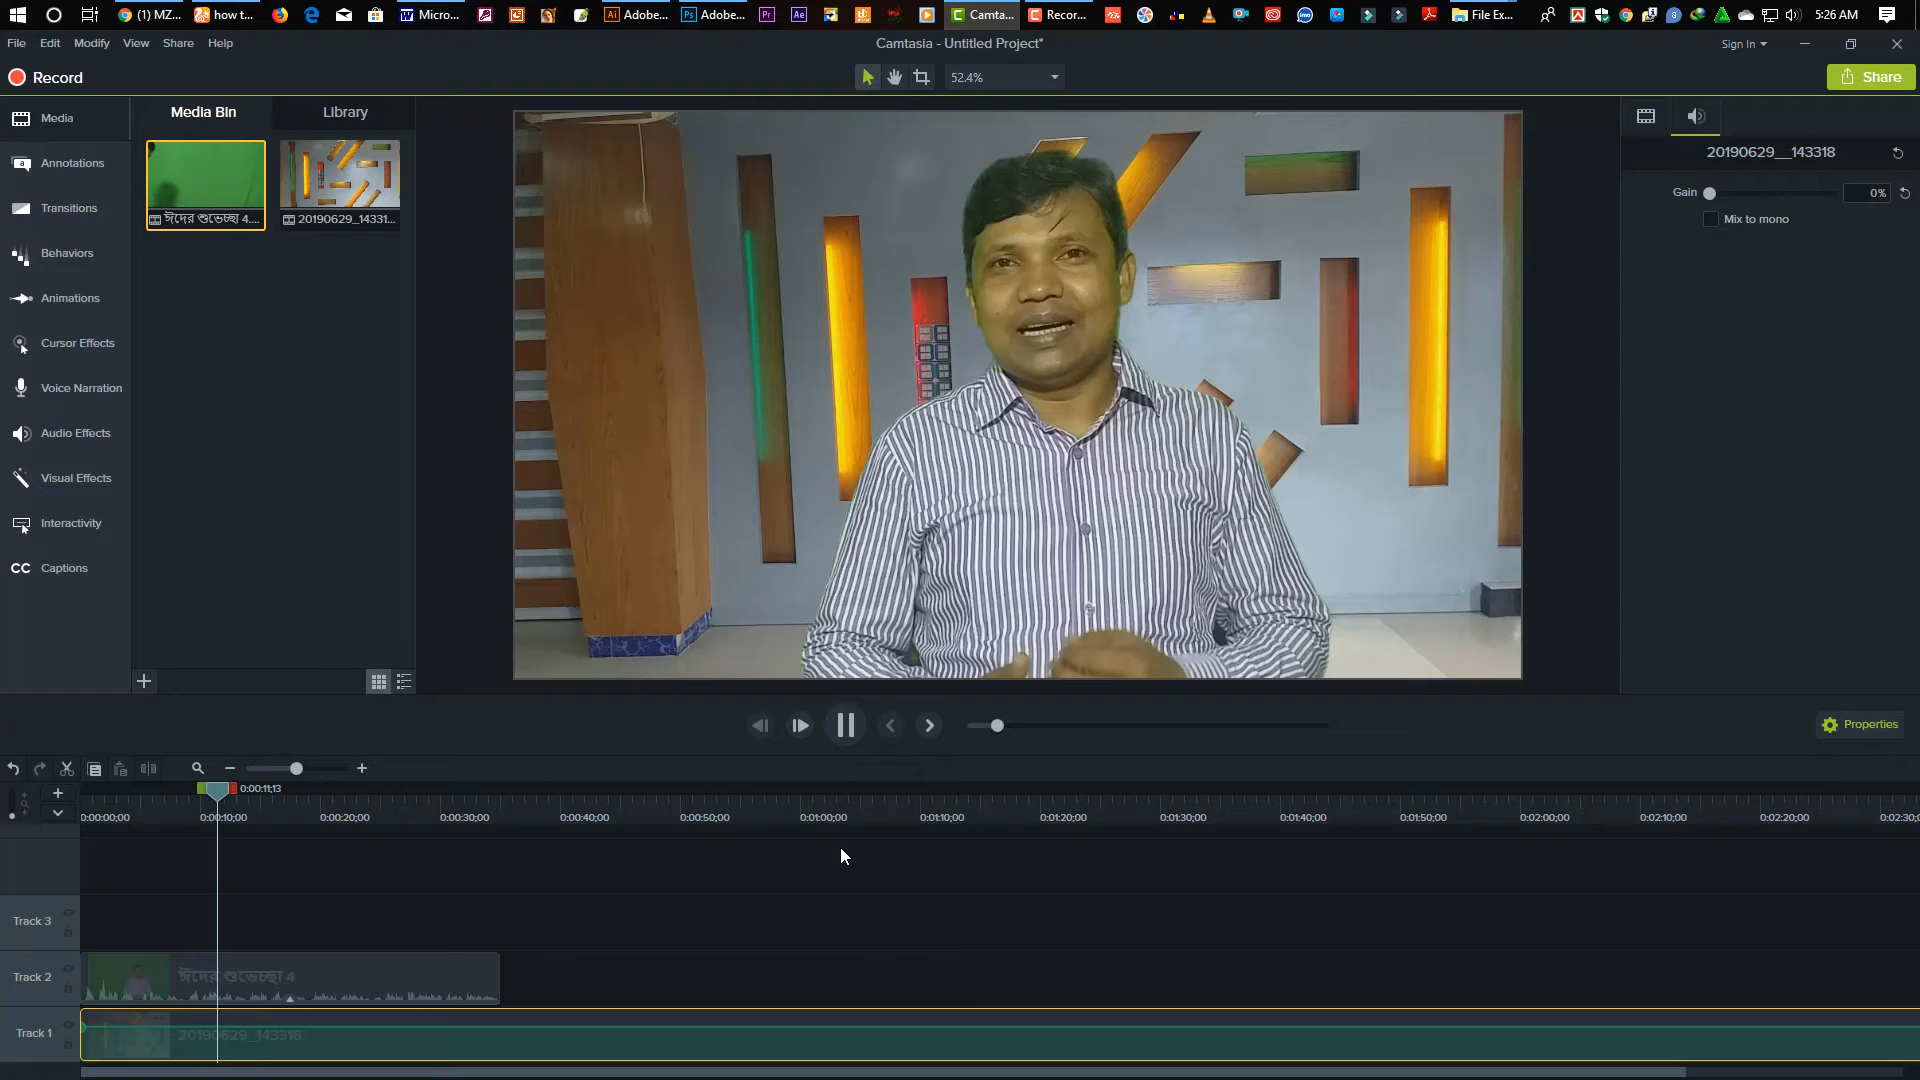 (1) MZ...
how t...
Micro...
Adobe...
Adobe...
Camta...
Recor...
File Ex...
5:26 AM
File
Edit
Modify
View
Share
Help
Camtasia - Untitled Project*
Sign In
Record
52.4%
Share
Media
Media Bin
Library
Annotations
Transitions
Behaviors
Animations
Cursor Effects
Voice Narration
Audio Effects
Visual Effects
Interactivity
CC Captions
ঈদের শুভেচ্ছা 4....
20190629_14331...
20190629__143318
Gain
0%
Mix to mono
Properties
0:00:11;13
0:00:00;00
0:00:10;00
0:00:20;00
0:00:30;00
0:00:40;00
0:00:50;00
0:01:00;00
0:01:10;00
0:01:20;00
0:01:30;00
0:01:40;00
0:01:50;00
0:02:00;00
0:02:10;00
0:02:20;00
0:02:30;0
Track 3
Track 2
ঈদের শুভেচ্ছা 4
Track 1
20190629_143318